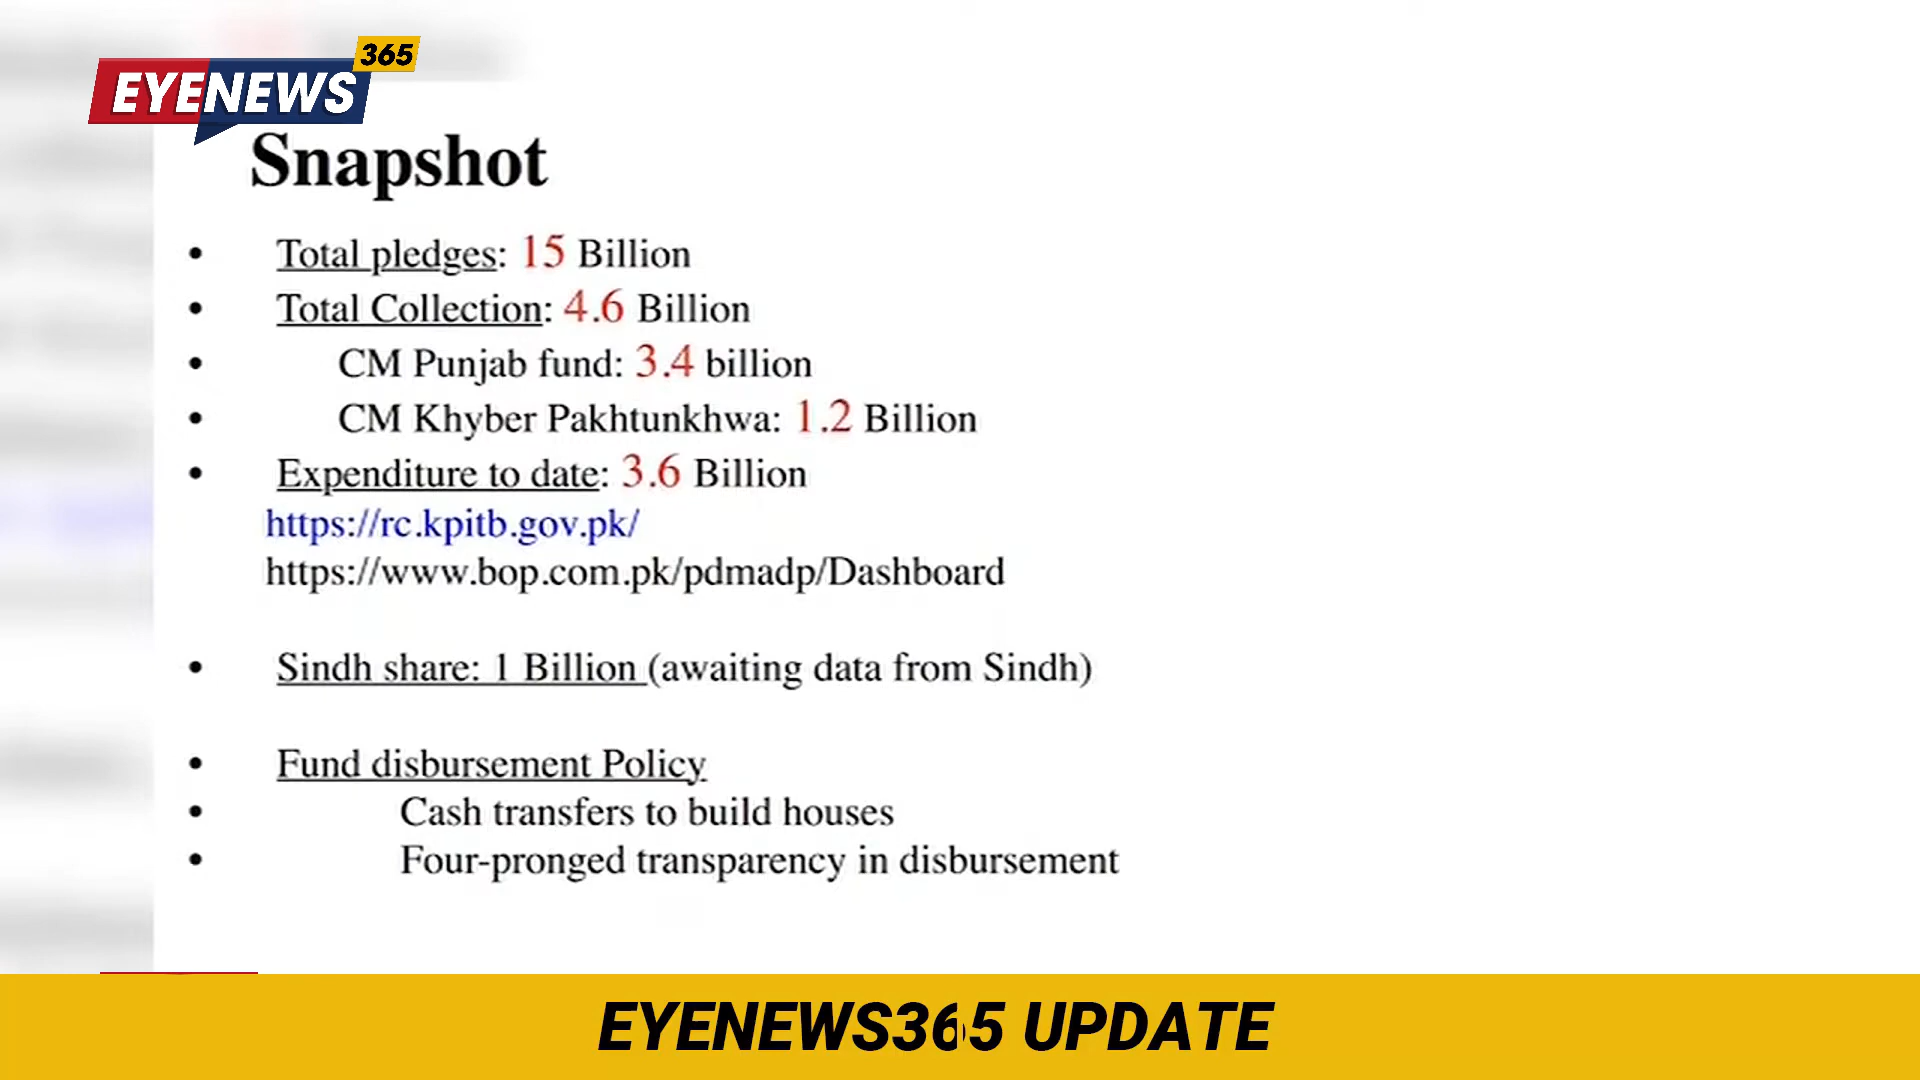 365
EYENEWS
Snapshot
• Total pledges: 15 Billion
• Total Collection: 4.6 Billion
• CM Punjab fund: 3.4 billion
• CM Khyber Pakhtunkhwa: 1.2 Billion
• Expenditure to date: 3.6 Billion
https://rc.kpitb.gov.pk/
https://www.bop.com.pk/pdmadp/Dashboard
• Sindh share: 1 Billion (awaiting data from Sindh)
• Fund disbursement Policy
• Cash transfers to build houses
• Four-pronged transparency in disbursement
EYENEWS365 UPDATE